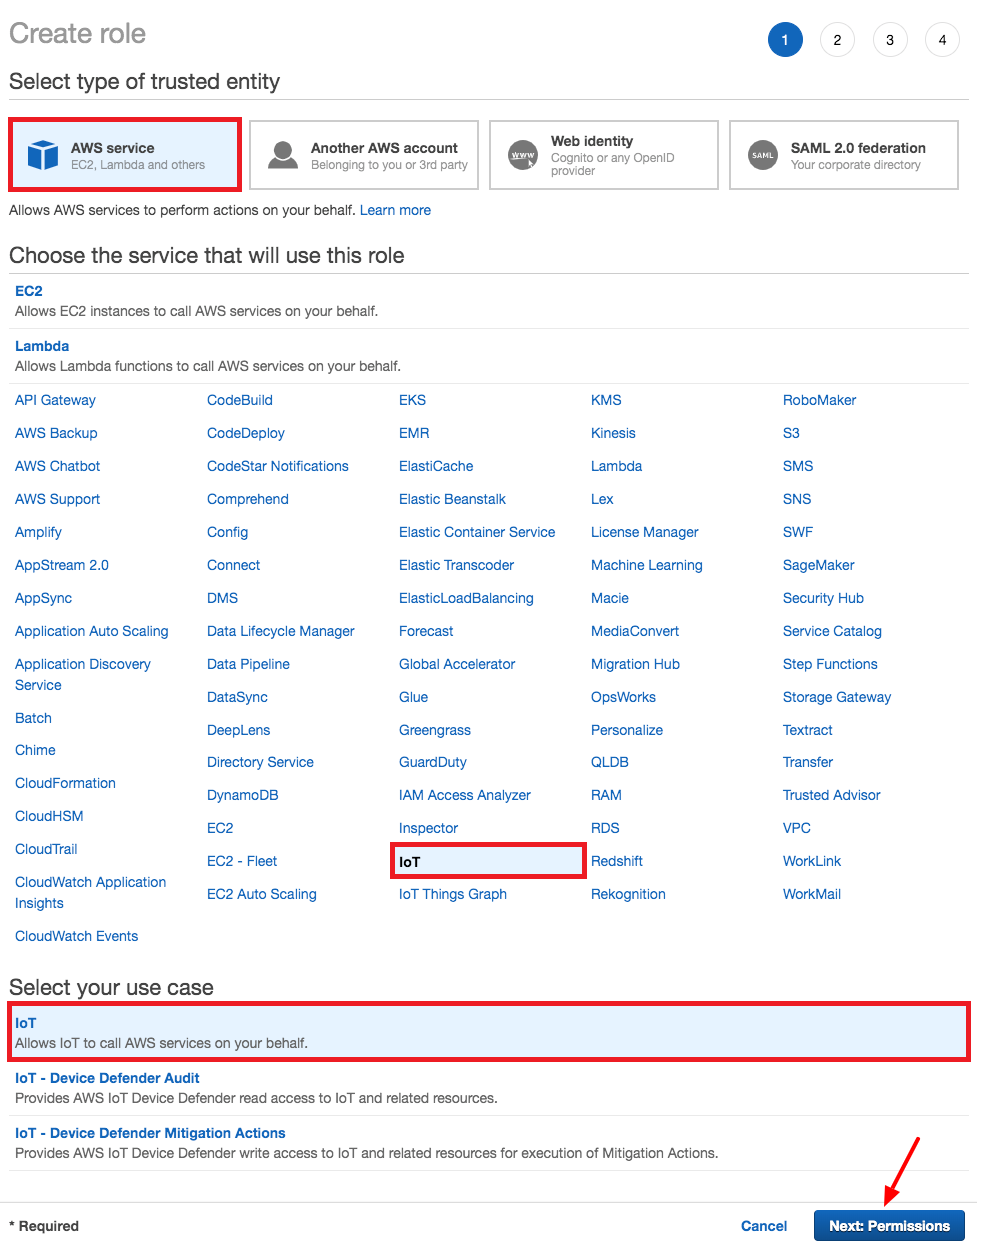 Create role
1 2 3 4
Select type of trusted entity
AWS service
EC2, Lambda and others
Another AWS account
Belonging to you or 3rd party
www
Web identity
Cognito or any OpenID
provider
SAML
SAML 2.0 federation
Your corporate directory
Allows AWS services to perform actions on your behalf. Learn more
Choose the service that will use this role
EC2
Allows EC2 instances to call AWS services on your behalf.
Lambda
Allows Lambda functions to call AWS services on your behalf.
API Gateway
AWS Backup
AWS Chatbot
AWS Support
Amplify
AppStream 2.0
AppSync
Application Auto Scaling
Application Discovery
Service
Batch
Chime
CloudFormation
CloudHSM
CloudTrail
CloudWatch Application
Insights
CloudWatch Events
CodeBuild
CodeDeploy
CodeStar Notifications
Comprehend
Config
Connect
DMS
Data Lifecycle Manager
Data Pipeline
DataSync
DeepLens
Directory Service
DynamoDB
EC2
EC2 - Fleet
EC2 Auto Scaling
EKS
EMR
ElastiCache
Elastic Beanstalk
Elastic Container Service
Elastic Transcoder
ElasticLoadBalancing
Forecast
Global Accelerator
Glue
Greengrass
GuardDuty
IAM Access Analyzer
Inspector
IoT
IoT Things Graph
KMS
Kinesis
Lambda
Lex
License Manager
Machine Learning
Macie
MediaConvert
Migration Hub
OpsWorks
Personalize
QLDB
RAM
RDS
Redshift
Rekognition
RoboMaker
S3
SMS
SNS
SWF
SageMaker
Security Hub
Service Catalog
Step Functions
Storage Gateway
Textract
Transfer
Trusted Advisor
VPC
WorkLink
WorkMail
Select your use case
IoT
Allows IoT to call AWS services on your behalf.
IoT - Device Defender Audit
Provides AWS IoT Device Defender read access to IoT and related resources.
IoT - Device Defender Mitigation Actions
Provides AWS IoT Device Defender write access to IoT and related resources for execution of Mitigation Actions.
* Required
Cancel
Next: Permissions